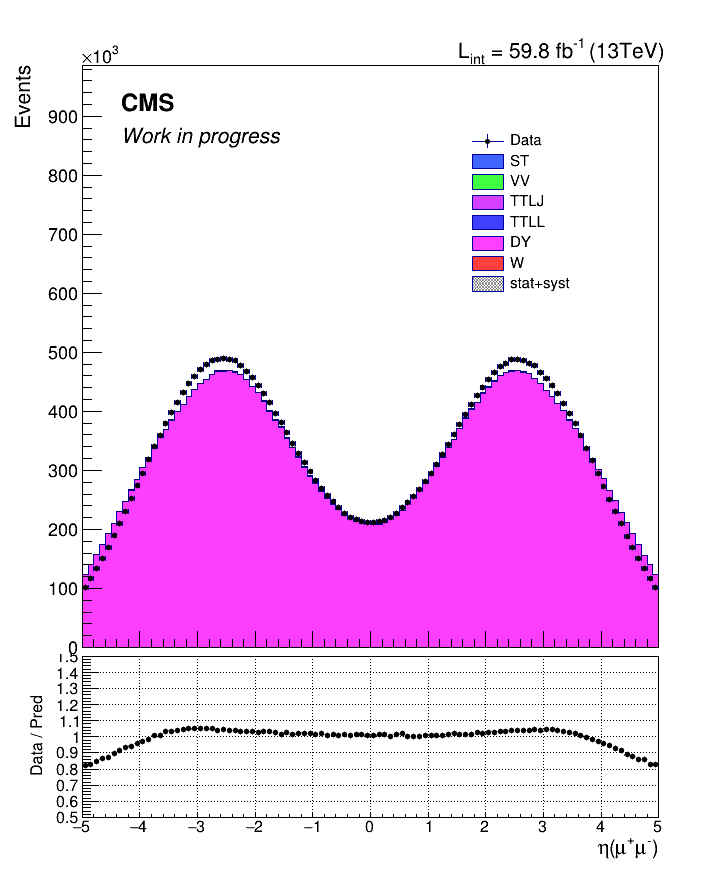 ×10³
L_int = 59.8 fb⁻¹ (13TeV)
Events
CMS
Work in progress
Data
ST
VV
TTLJ
TTLL
DY
W
stat+syst
900
800
700
600
500
400
300
200
100
0
Data / Pred
1.5
1.4
1.3
1.2
1.1
1
0.9
0.8
0.7
0.6
0.5
−5 −4 −3 −2 −1 0 1 2 3 4 5
η(μ⁺μ⁻)